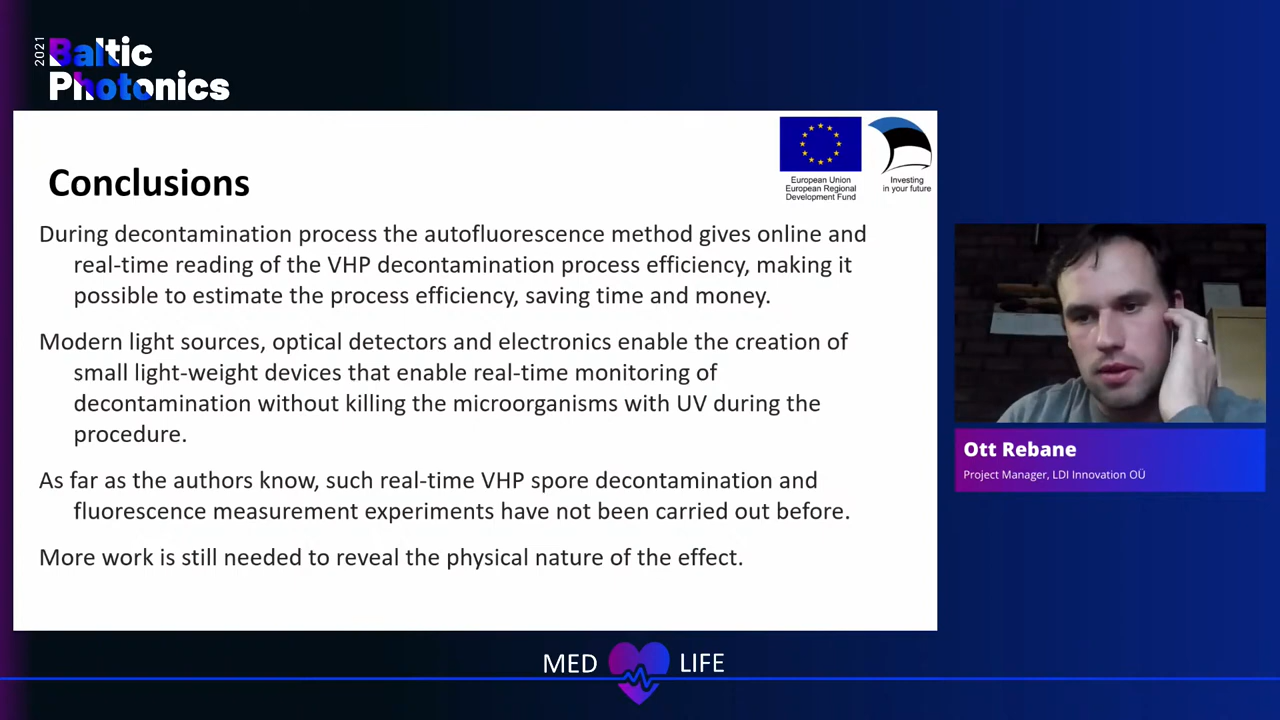 2021
Baltic
Photonics
European Union
European Regional
Development Fund
Investing
in your future
Conclusions
During decontamination process the autofluorescence method gives online and
real-time reading of the VHP decontamination process efficiency, making it
possible to estimate the process efficiency, saving time and money.
Modern light sources, optical detectors and electronics enable the creation of
small light-weight devices that enable real-time monitoring of
decontamination without killing the microorganisms with UV during the
procedure.
As far as the authors know, such real-time VHP spore decontamination and
fluorescence measurement experiments have not been carried out before.
More work is still needed to reveal the physical nature of the effect.
Ott Rebane
Project Manager, LDI Innovation OÜ
MED LIFE